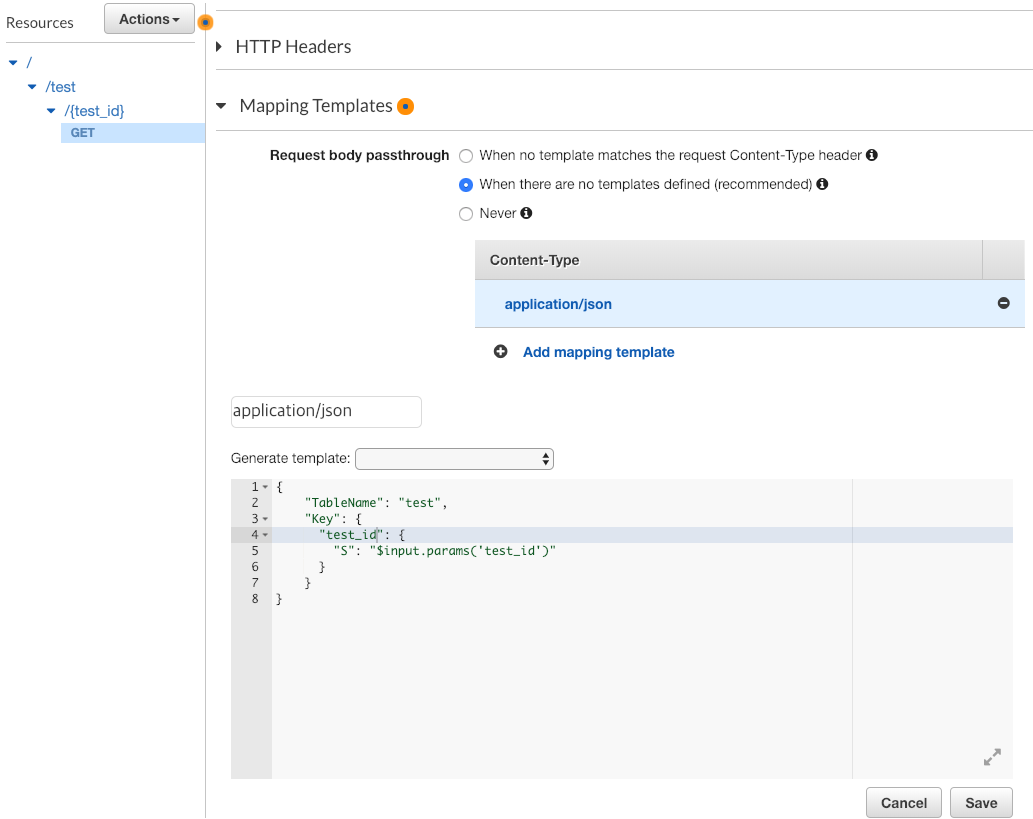 Resources
Actions
/
/test
/{test_id}
GET
HTTP Headers
Mapping Templates
Request body passthrough
When no template matches the request Content-Type header
When there are no templates defined (recommended)
Never
Content-Type
application/json
Add mapping template
application/json
Generate template:
1 {
2 "TableName": "test",
3 "Key": {
4 "test_id": {
5 "S": "$input.params('test_id')"
6 }
7 }
8 }
Cancel Save